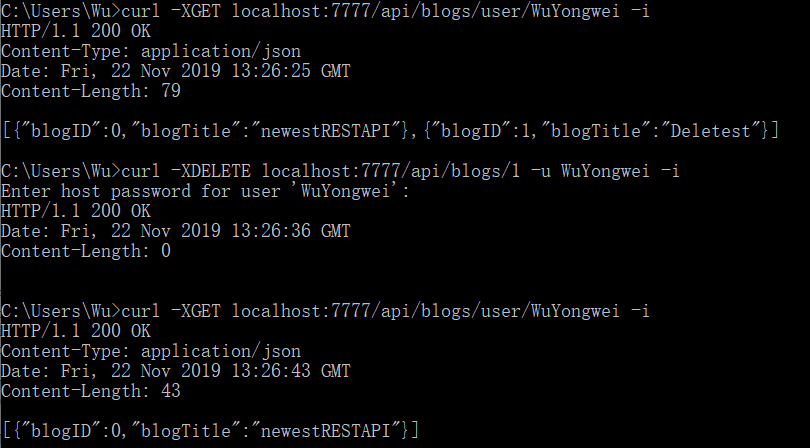 C:\Users\Wu>curl -XGET localhost:7777/api/blogs/user/WuYongwei -i
HTTP/1.1 200 OK
Content-Type: application/json
Date: Fri, 22 Nov 2019 13:26:25 GMT
Content-Length: 79
[{"blogID":0,"blogTitle":"newestRESTAPI"},{"blogID":1,"blogTitle":"Deletest"}]
C:\Users\Wu>curl -XDELETE localhost:7777/api/blogs/1 -u WuYongwei -i
Enter host password for user 'WuYongwei':
HTTP/1.1 200 OK
Date: Fri, 22 Nov 2019 13:26:36 GMT
Content-Length: 0
C:\Users\Wu>curl -XGET localhost:7777/api/blogs/user/WuYongwei -i
HTTP/1.1 200 OK
Content-Type: application/json
Date: Fri, 22 Nov 2019 13:26:43 GMT
Content-Length: 43
[{"blogID":0,"blogTitle":"newestRESTAPI"}]